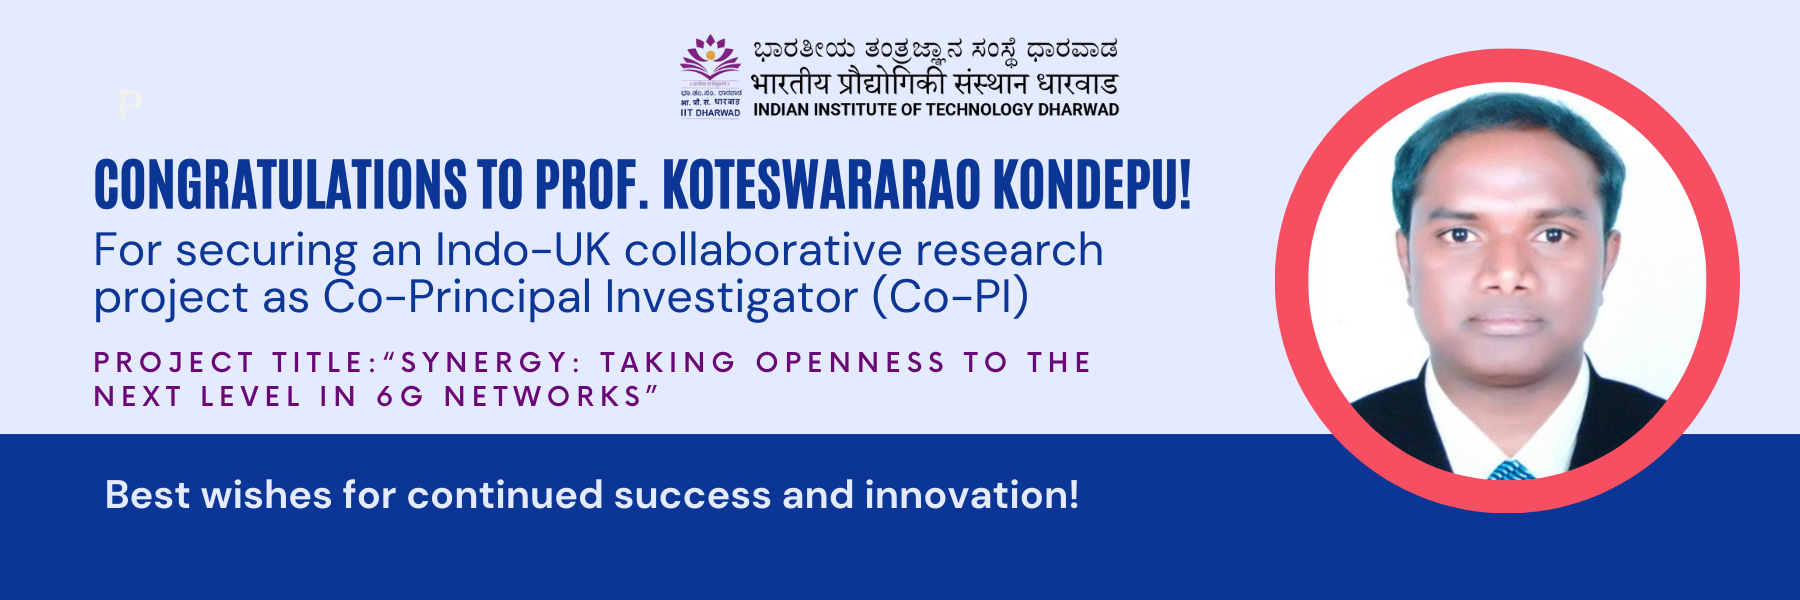 ಭಾರತೀಯ ತಂತ್ರಜ್ಞಾನ ಸಂಸ್ಥೆ ಧಾರವಾಡ
भारतीय प्रौद्योगिकी संस्थान धारवाड
INDIAN INSTITUTE OF TECHNOLOGY DHARWAD
ಭಾ.ತಂ.ಸಂ. ಧಾರವಾಡ
भा. प्रौ. सं. धारवाड
IIT DHARWAD
P
CONGRATULATIONS TO PROF. KOTESWARARAO KONDEPU!
For securing an Indo-UK collaborative research
project as Co-Principal Investigator (Co-PI)
PROJECT TITLE:“SYNERGY: TAKING OPENNESS TO THE
NEXT LEVEL IN 6G NETWORKS”
Best wishes for continued success and innovation!